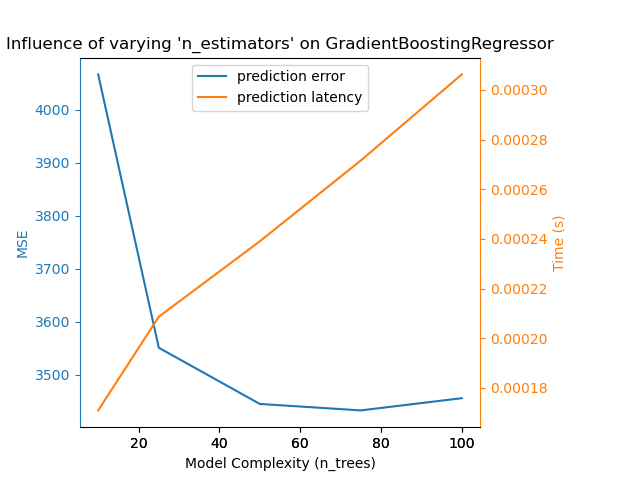 Influence of varying 'n_estimators' on GradientBoostingRegressor
prediction error
prediction latency
4000
3900
3800
3700
3600
3500
MSE
0.00030
0.00028
0.00026
0.00024
0.00022
0.00020
0.00018
Time (s)
20 40 60 80 100
Model Complexity (n_trees)